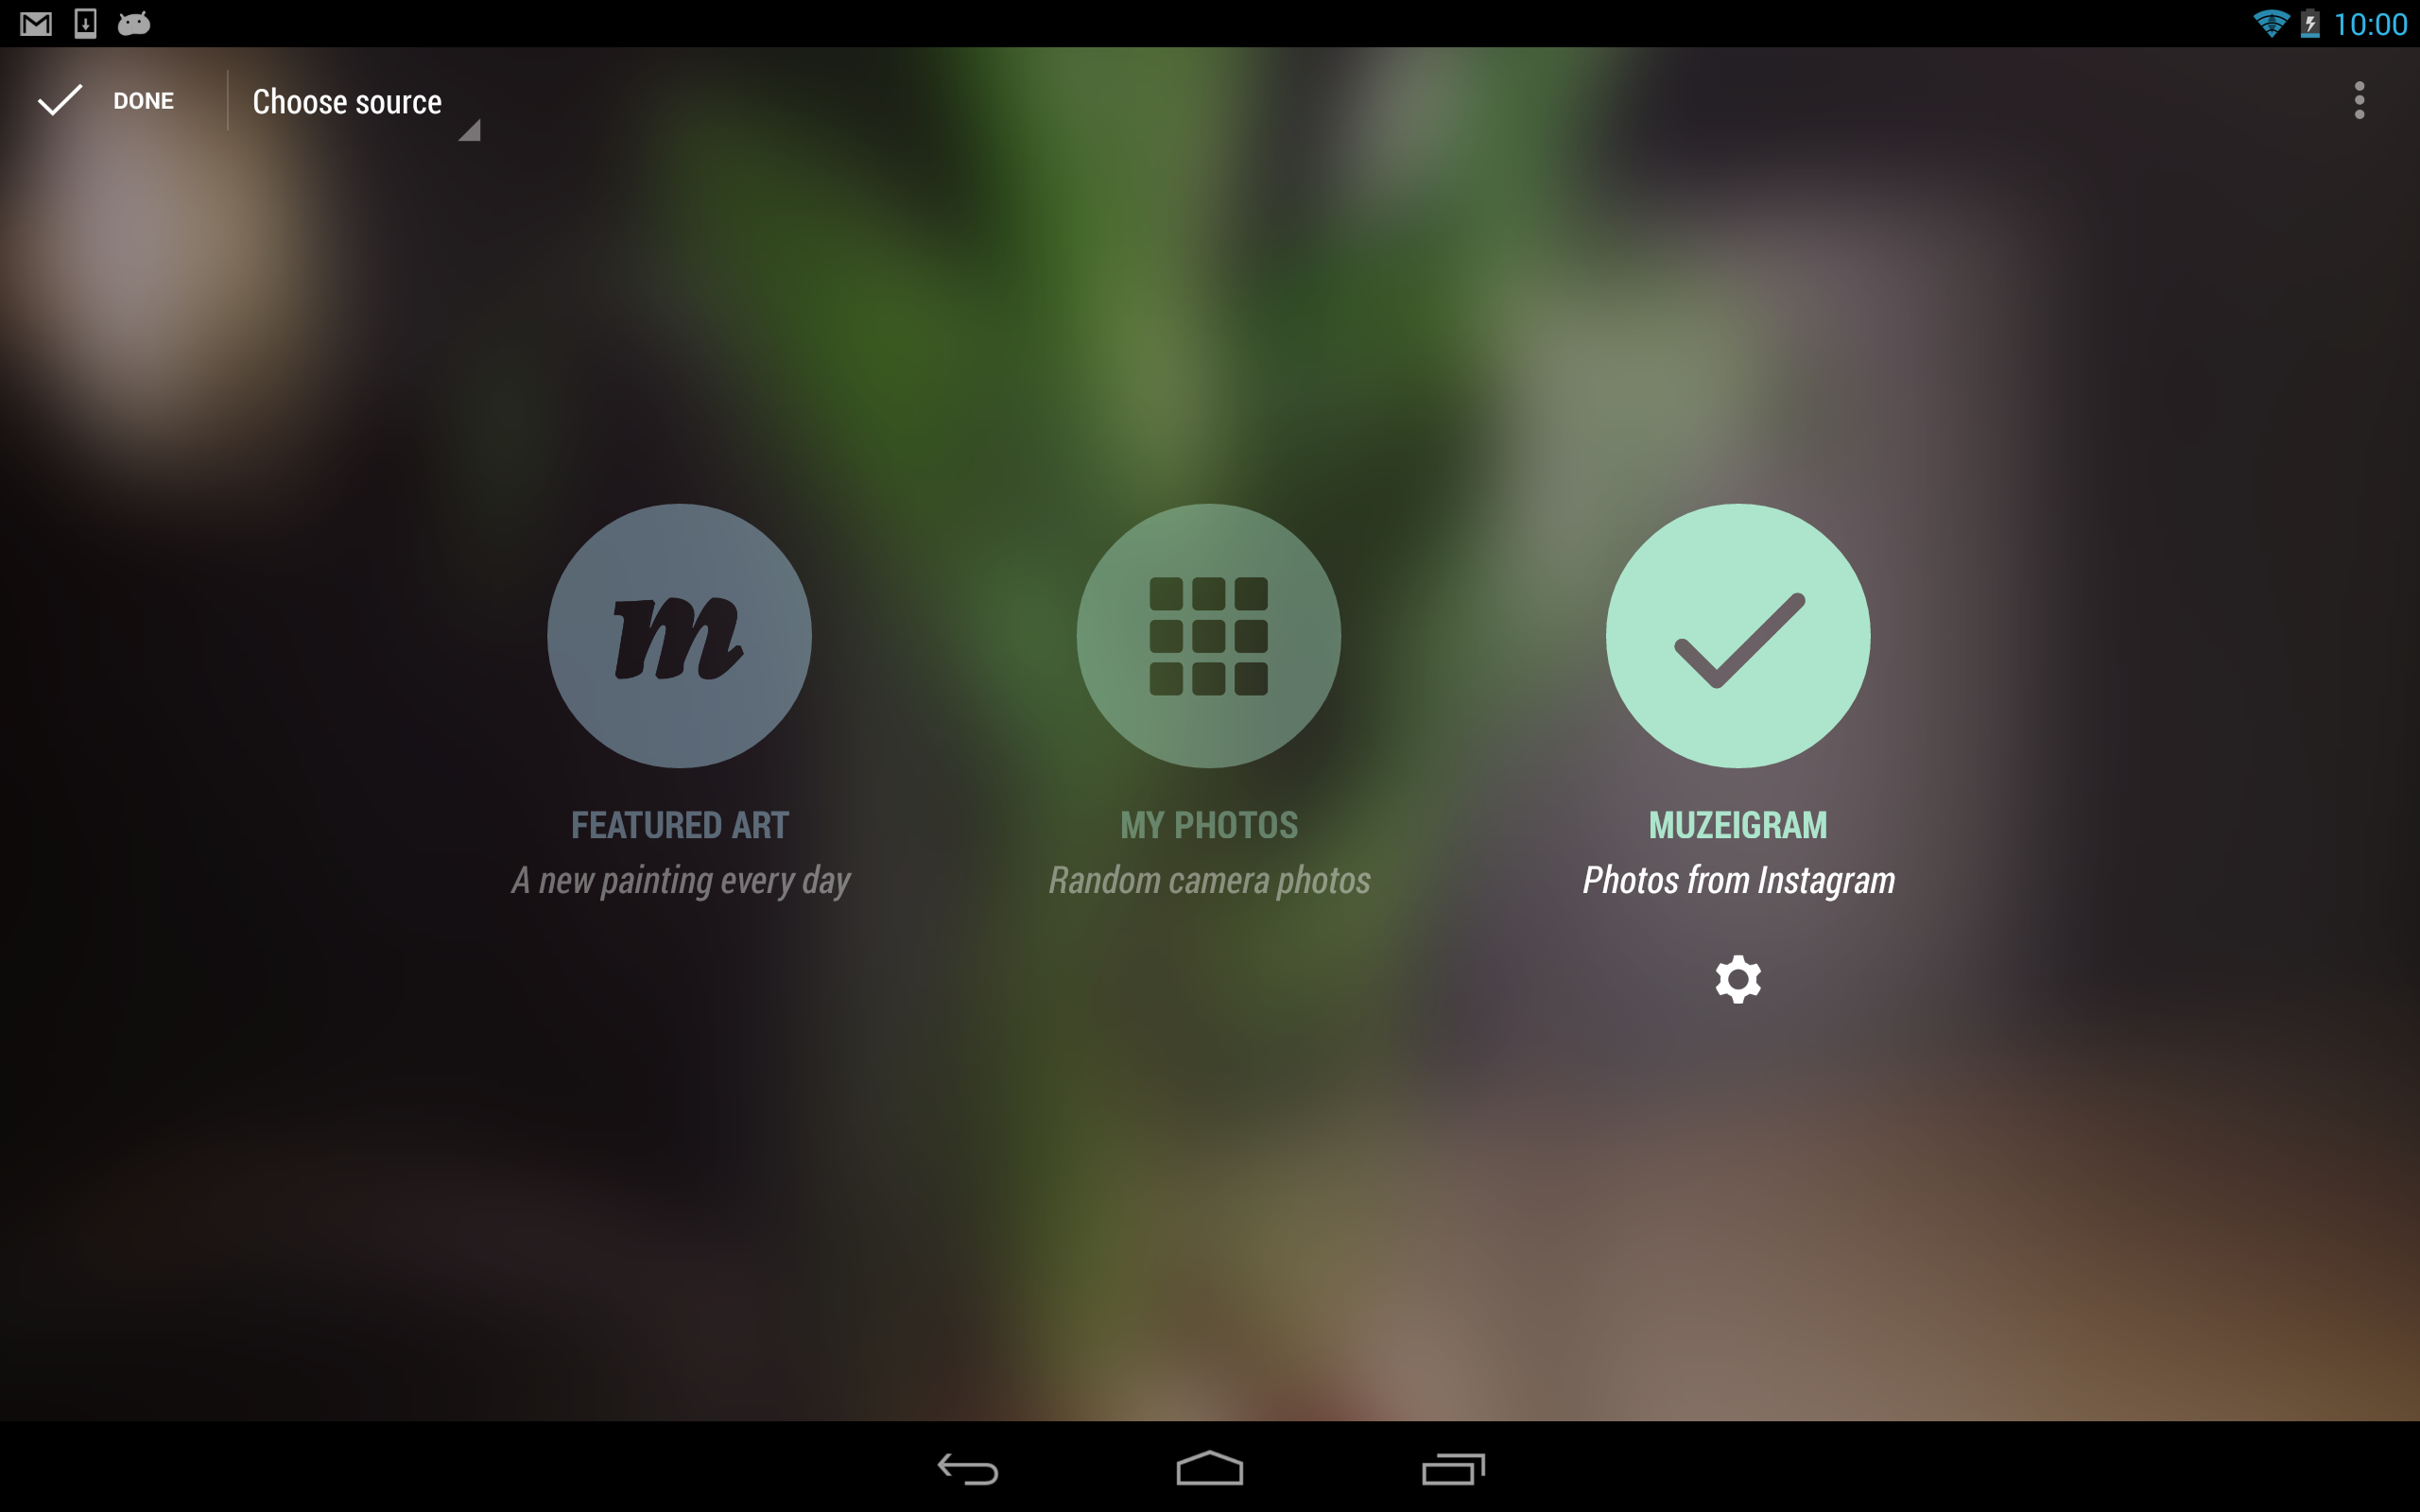 10:00
DONE
Choose source
m
FEATURED ART
A new painting every day
MY PHOTOS
Random camera photos
MUZEIGRAM
Photos from Instagram